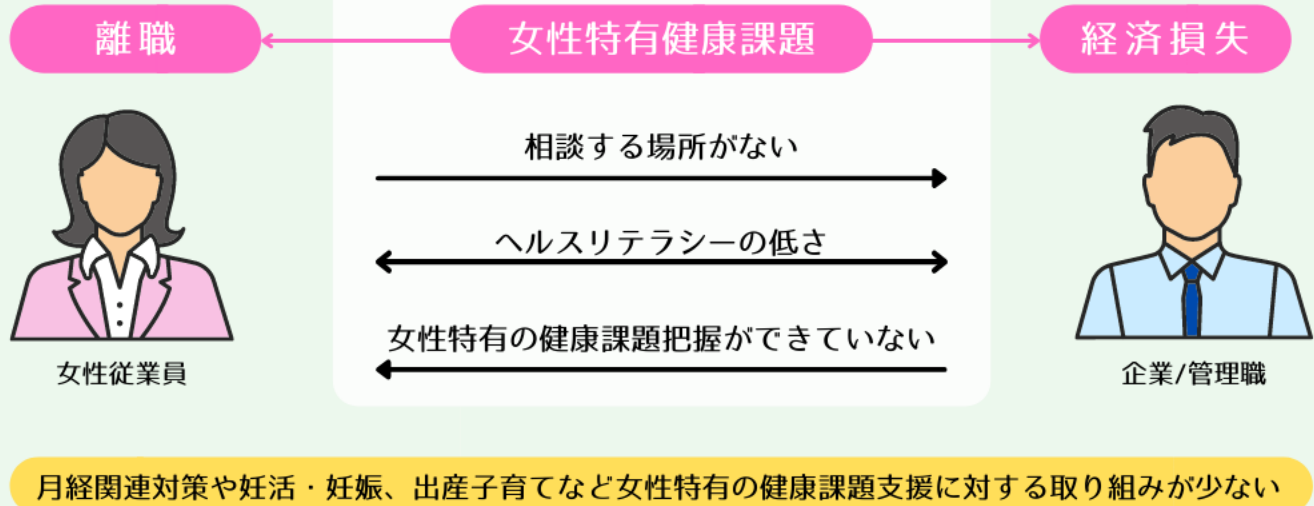 離職
女性特有健康課題
経済損失
相談する場所がない
ヘルスリテラシーの低さ
女性特有の健康課題把握ができていない
女性従業員
企業/管理職
月経関連対策や妊活・妊娠、出産子育てなど女性特有の健康課題支援に対する取り組みが少ない